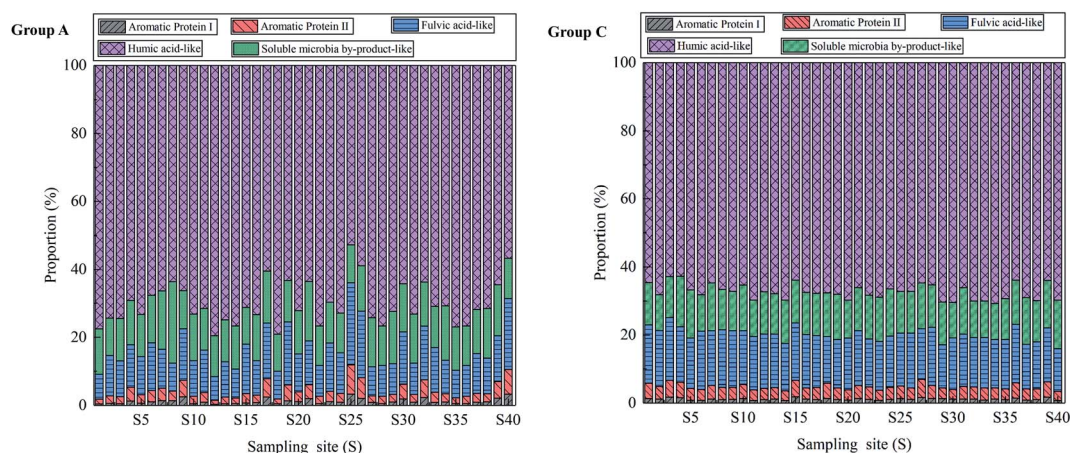 Group A
Aromatic Protein I
Aromatic Protein II
Fulvic acid-like
Humic acid-like
Soluble microbia by-product-like
100
80
60
40
20
0
Proportion (%)
S5 S10 S15 S20 S25 S30 S35 S40
Sampling site (S)
Group C
Aromatic Protein I
Aromatic Protein II
Fulvic acid-like
Humic acid-like
Soluble microbia by-product-like
100
80
60
40
20
0
Proportion (%)
S5 S10 S15 S20 S25 S30 S35 S40
Sampling site (S)